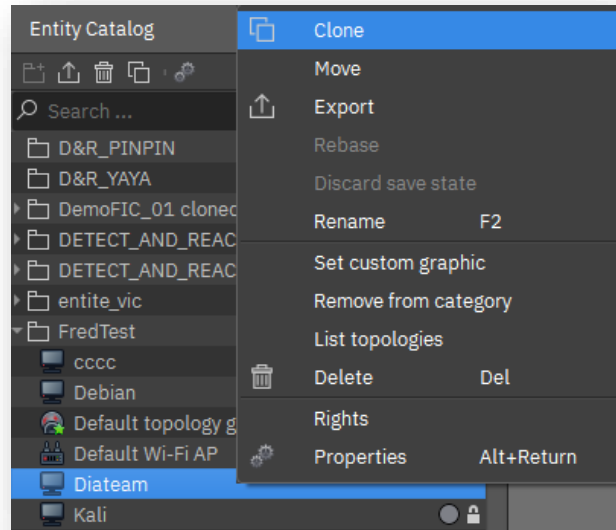 Entity Catalog
Search ...
D&R_PINPIN
D&R_YAYA
DemoFIC_01 cloned
DETECT_AND_REAC
DETECT_AND_REAC
entite_vic
FredTest
cccc
Debian
Default topology g
Default Wi-Fi AP
Diateam
Kali
Clone
Move
Export
Rebase
Discard save state
Rename F2
Set custom graphic
Remove from category
List topologies
Delete Del
Rights
Properties Alt+Return